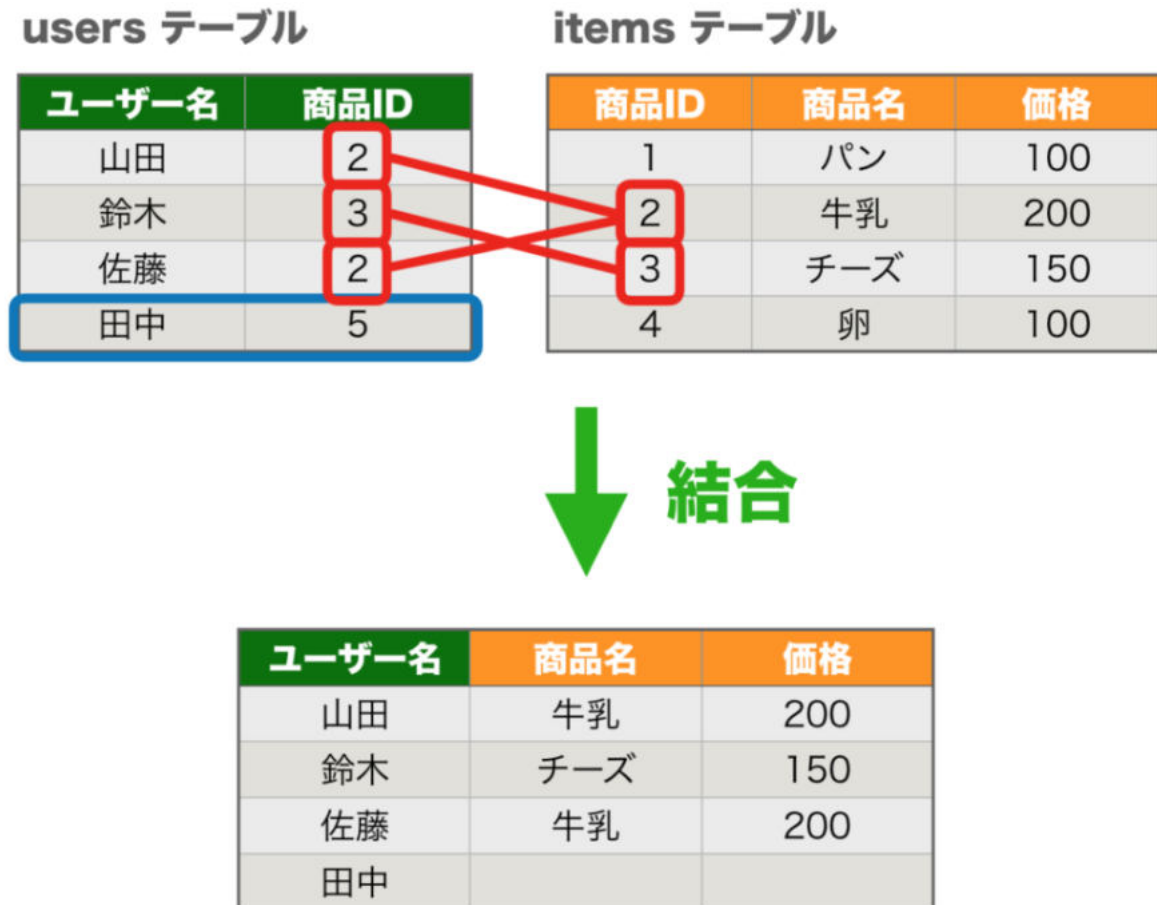 users テーブル
items テーブル
ユーザー名 商品ID
山田 2
鈴木 3
佐藤 2
田中 5
商品ID 商品名 価格
1 パン 100
2 牛乳 200
3 チーズ 150
4 卵 100
結合
ユーザー名 商品名 価格
山田 牛乳 200
鈴木 チーズ 150
佐藤 牛乳 200
田中